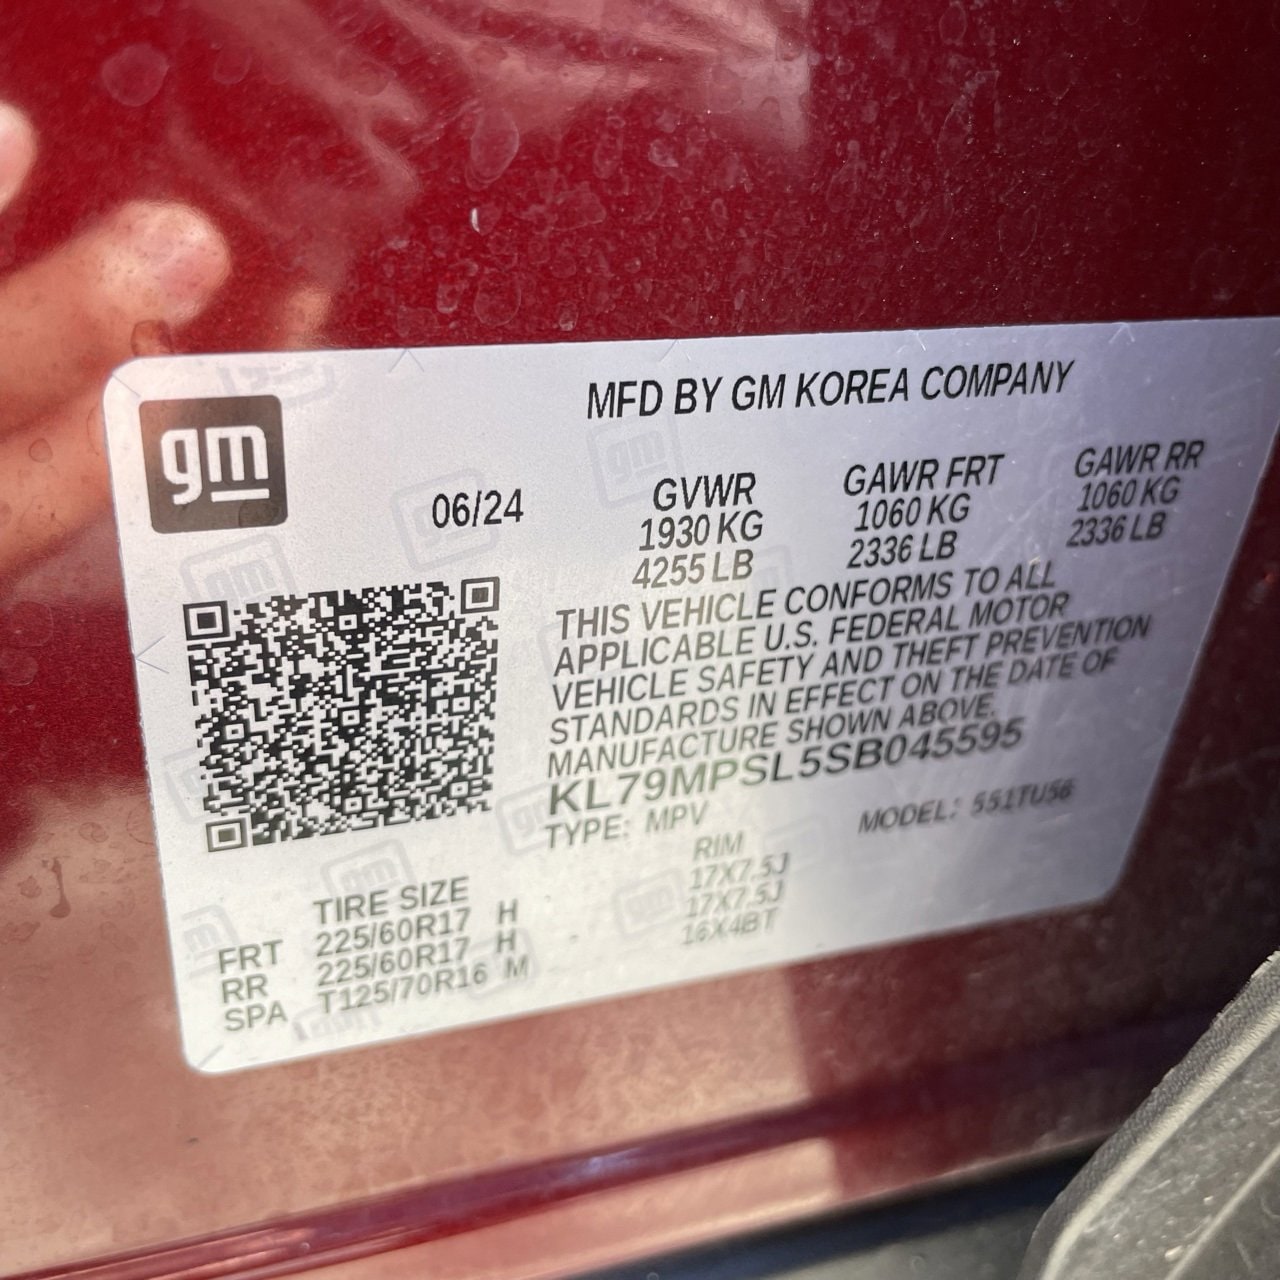 gm
MFD BY GM KOREA COMPANY
06/24
GVWR GAWR FRT GAWR RR
1930 KG 1060 KG 1060 KG
4255 LB 2336 LB 2336 LB
THIS VEHICLE CONFORMS TO ALL
APPLICABLE U.S. FEDERAL MOTOR
VEHICLE SAFETY AND THEFT PREVENTION
STANDARDS IN EFFECT ON THE DATE OF
MANUFACTURE SHOWN ABOVE.
KL79MPSL5SB045595
TYPE: MPV MODEL: 551TU56
TIRE SIZE RIM
FRT 225/60R17 H 17X7.5J
RR 225/60R17 H 17X7.5J
SPA T125/70R16 M 16X4BT